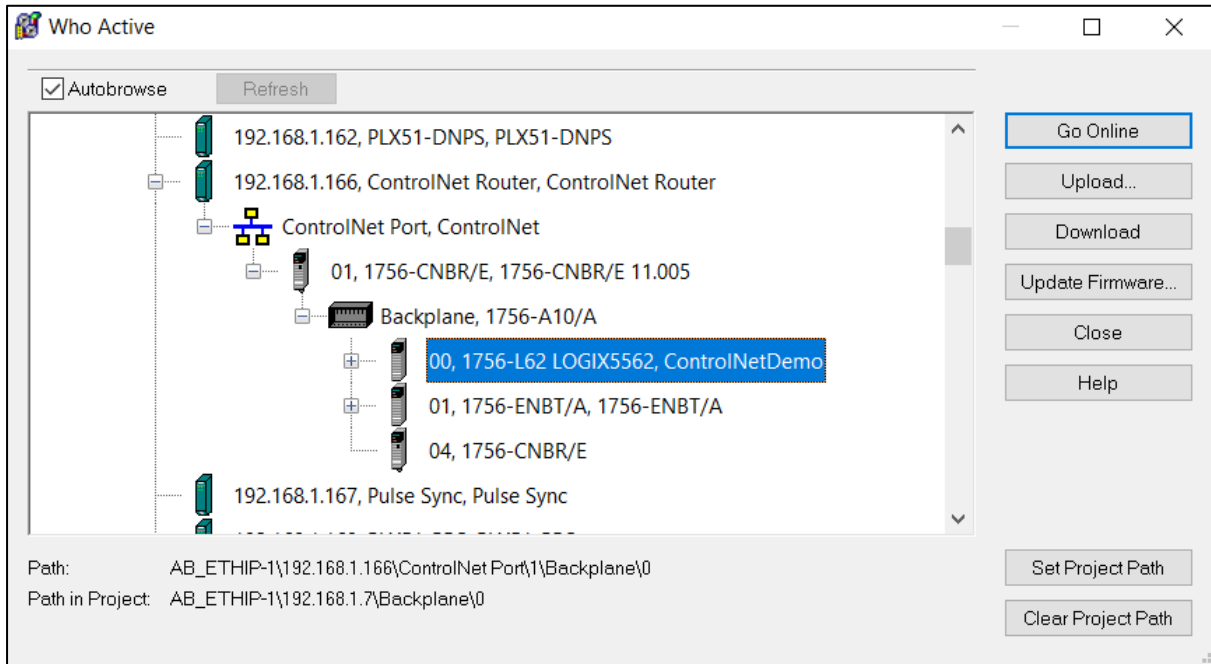 Who Active
Autobrowse
Refresh
192.168.1.162, PLX51-DNPS, PLX51-DNPS
192.168.1.166, ControlNet Router, ControlNet Router
ControlNet Port, ControlNet
01, 1756-CNBR/E, 1756-CNBR/E 11.005
Backplane, 1756-A10/A
00, 1756-L62 LOGIX5562, ControlNetDemo
01, 1756-ENBT/A, 1756-ENBT/A
04, 1756-CNBR/E
192.168.1.167, Pulse Sync, Pulse Sync
Go Online
Upload...
Download
Update Firmware...
Close
Help
Path: AB_ETHIP-1\192.168.1.166\ControlNet Port\1\Backplane\0
Path in Project: AB_ETHIP-1\192.168.1.7\Backplane\0
Set Project Path
Clear Project Path